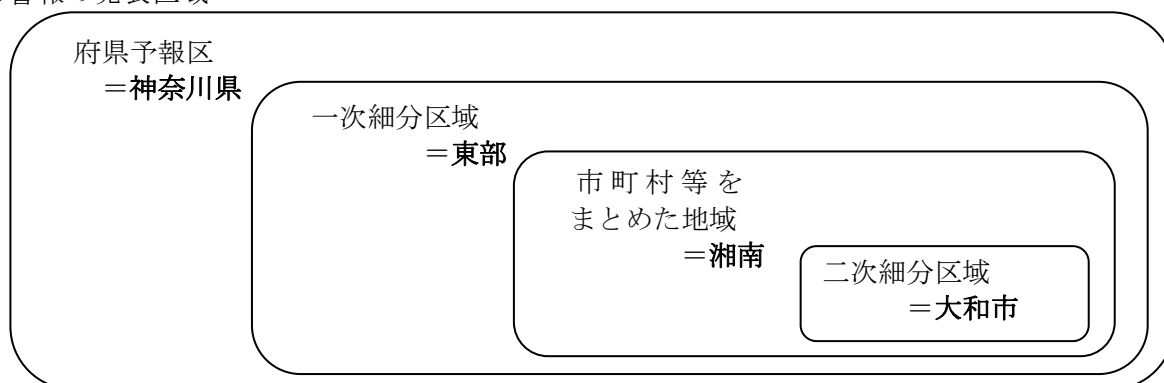 府県予報区
＝神奈川県
一次細分区域
＝東部
市町村等を
まとめた地域
＝湘南
二次細分区域
＝大和市